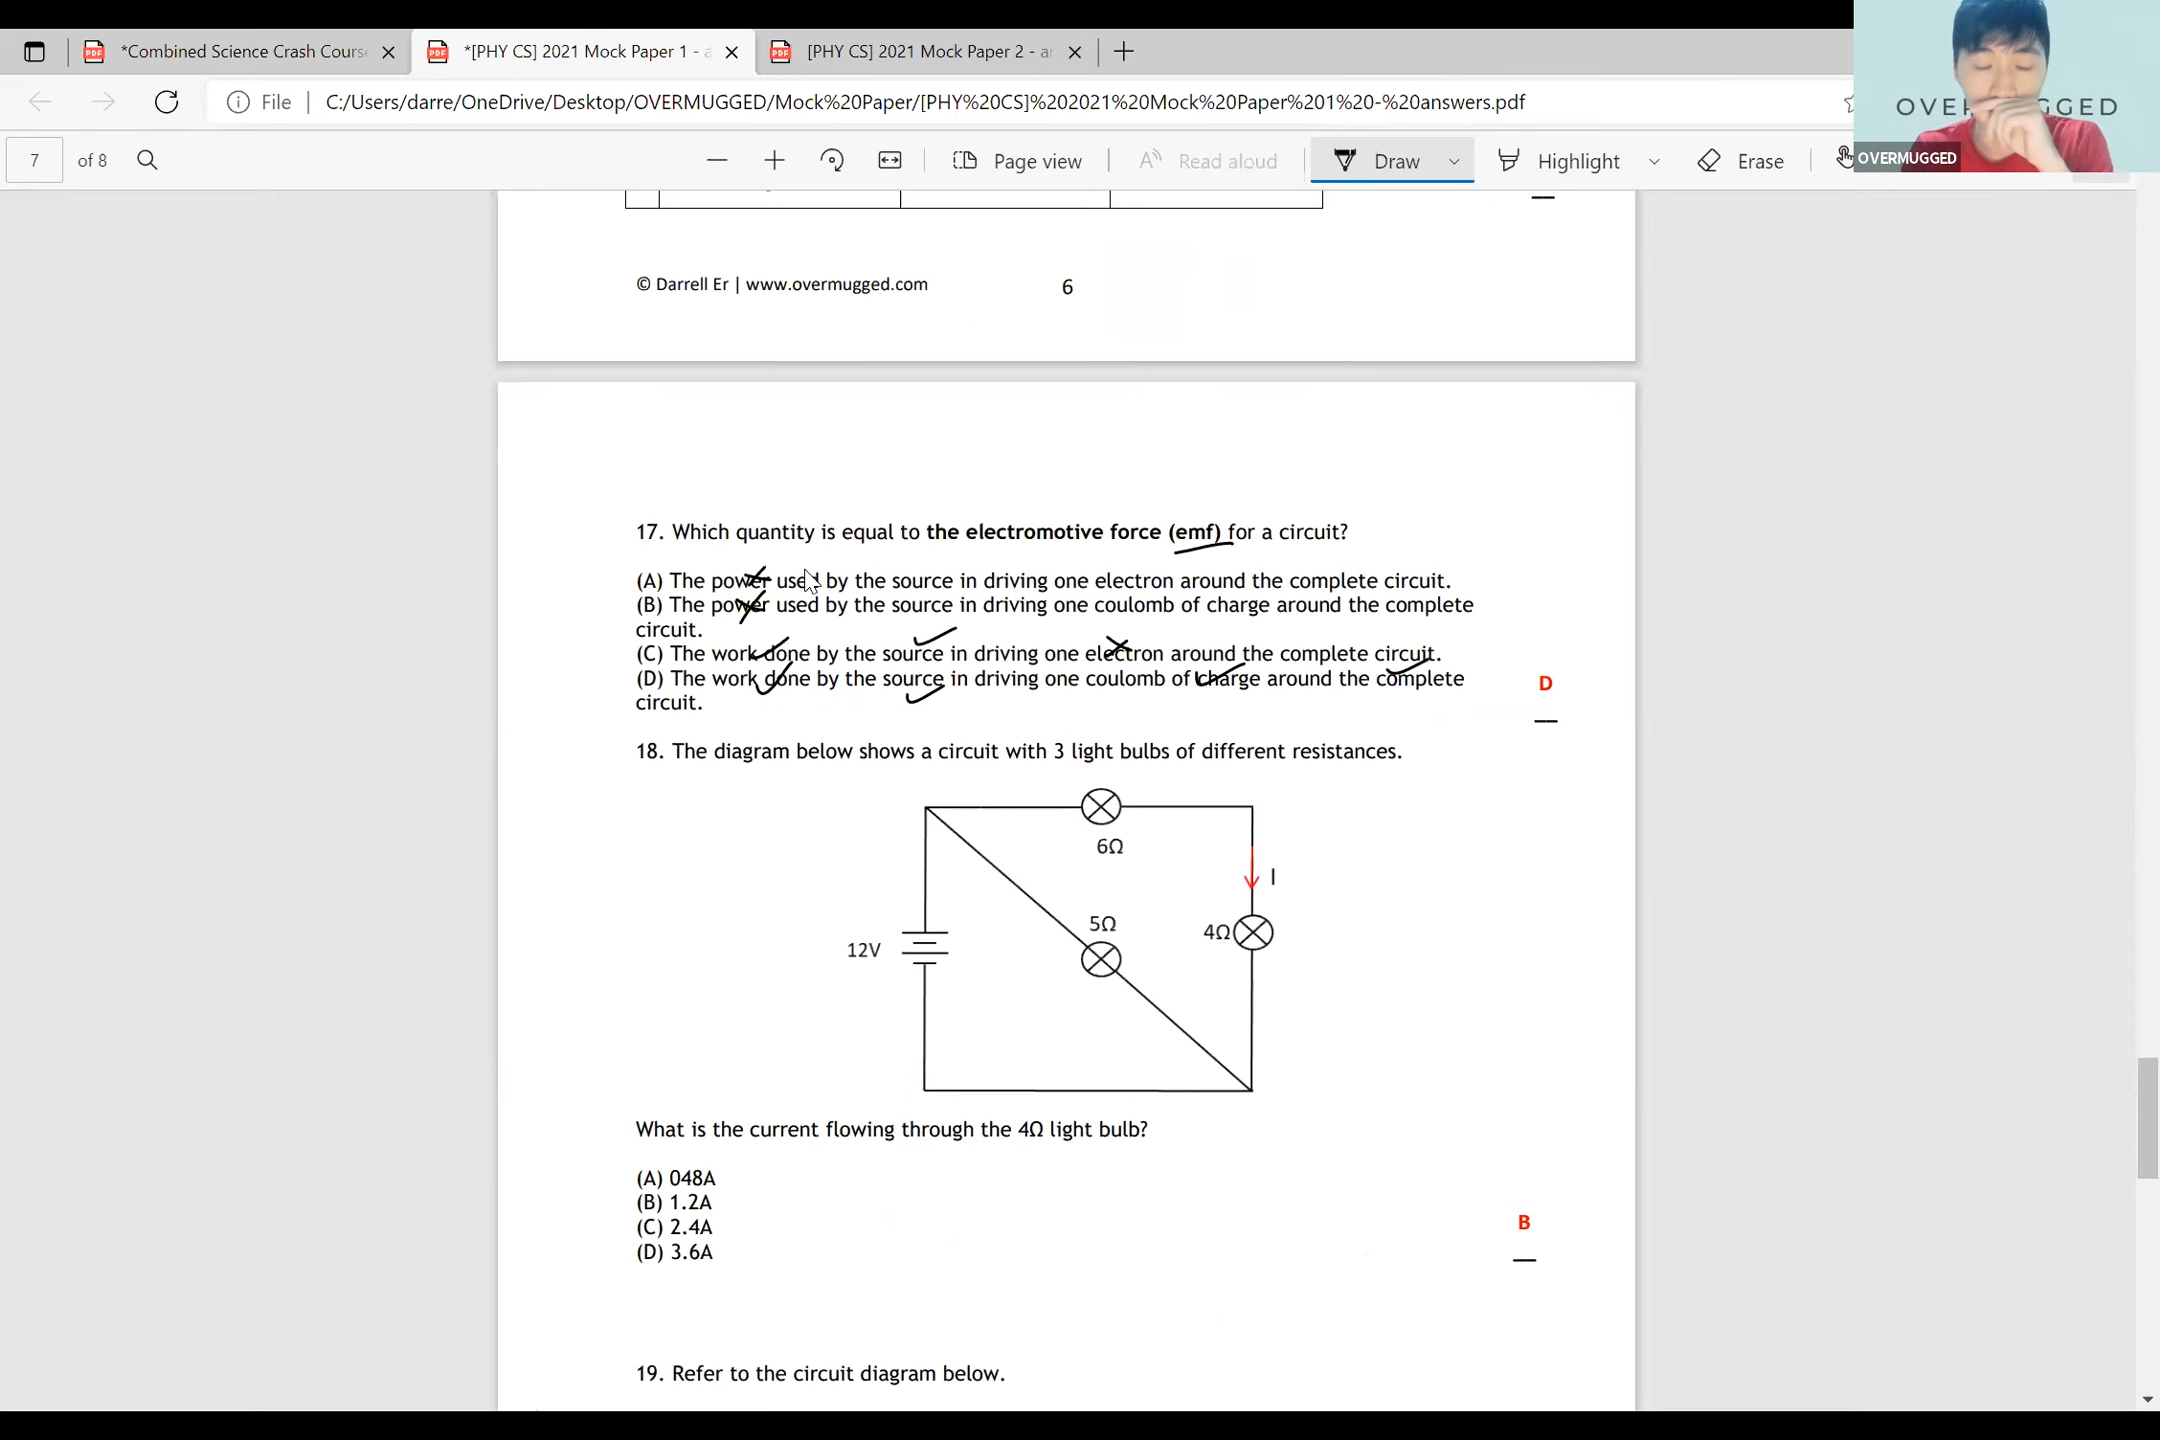 *Combined Science Crash Cours
*[PHY CS] 2021 Mock Paper 1 - a
[PHY CS] 2021 Mock Paper 2 - an
File
C:/Users/darre/OneDrive/Desktop/OVERMUGGED/Mock%20Paper/[PHY%20CS]%202021%20Mock%20Paper%201%20-%20answers.pdf
OVERMUGGED
OVERMUGGED
7 of 8
Page view
Read aloud
Draw
Highlight
Erase
© Darrell Er | www.overmugged.com
6
17. Which quantity is equal to the electromotive force (emf) for a circuit?
(A) The power used by the source in driving one electron around the complete circuit.
(B) The power used by the source in driving one coulomb of charge around the complete
circuit.
(C) The work done by the source in driving one electron around the complete circuit.
(D) The work done by the source in driving one coulomb of charge around the complete
circuit.
D
18. The diagram below shows a circuit with 3 light bulbs of different resistances.
6Ω
I
5Ω
4Ω
12V
What is the current flowing through the 4Ω light bulb?
(A) 048A
(B) 1.2A
(C) 2.4A
(D) 3.6A
B
19. Refer to the circuit diagram below.